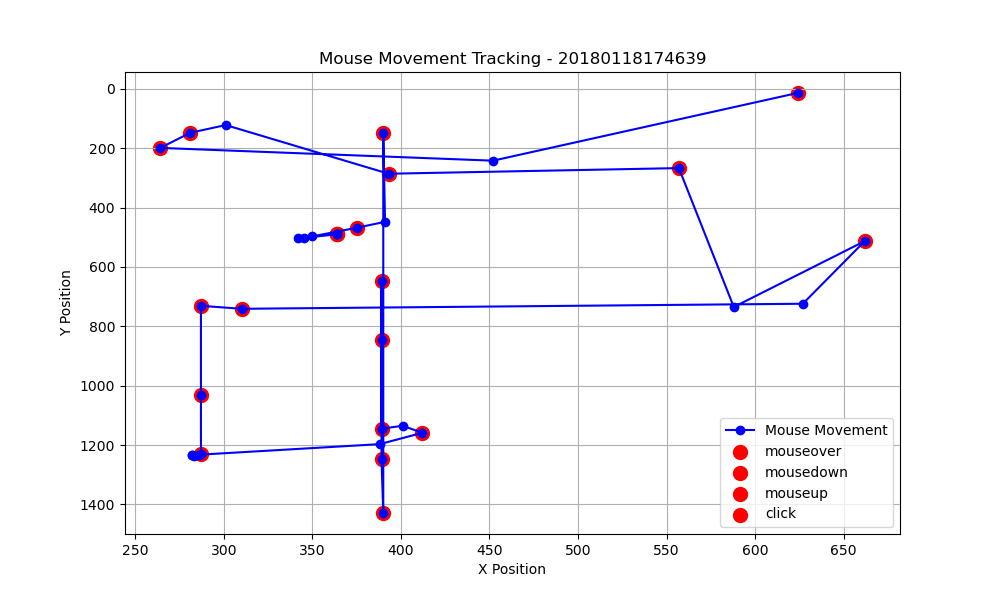 Mouse Movement Tracking - 20180118174639
0
200
400
600
800
1000
1200
1400
Y Position
250 300 350 400 450 500 550 600 650
X Position
Mouse Movement
mouseover
mousedown
mouseup
click